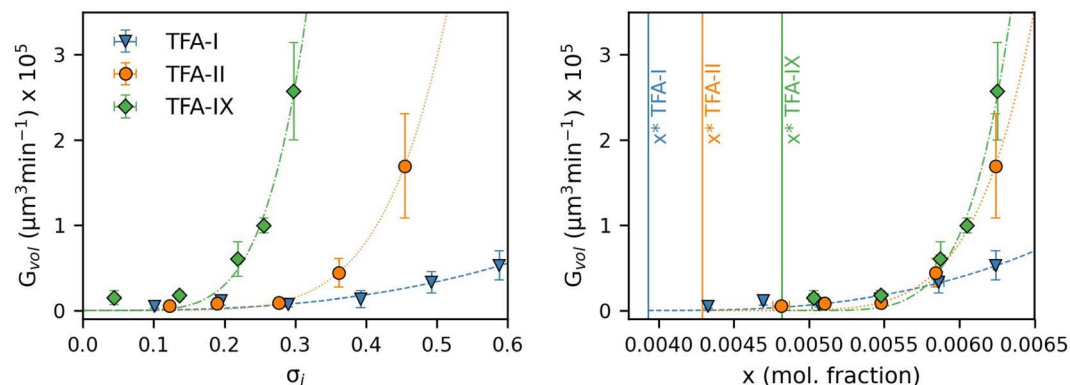 G_vol (μm³min⁻¹) x 10⁵
3
2
1
0
TFA-I
TFA-II
TFA-IX
0.0 0.1 0.2 0.3 0.4 0.5 0.6
σ_i
G_vol (μm³min⁻¹) x 10⁵
3
2
1
0
x* TFA-I
x* TFA-II
x* TFA-IX
0.0040 0.0045 0.0050 0.0055 0.0060 0.0065
x (mol. fraction)